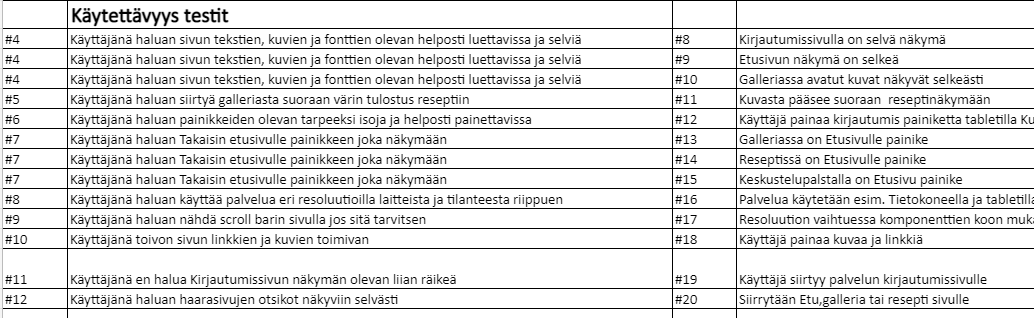 Käytettävyys testit
#4 Käyttäjänä haluan sivun tekstien, kuvien ja fonttien olevan helposti luettavissa ja selviä #8 Kirjautumissivulla on selvä näkymä
#4 Käyttäjänä haluan sivun tekstien, kuvien ja fonttien olevan helposti luettavissa ja selviä #9 Etusivun näkymä on selkeä
#4 Käyttäjänä haluan sivun tekstien, kuvien ja fonttien olevan helposti luettavissa ja selviä #10 Galleriassa avatut kuvat näkyvät selkeästi
#5 Käyttäjänä haluan siirtyä galleriasta suoraan värin tulostus reseptiin #11 Kuvasta pääsee suoraan reseptinäkymään
#6 Käyttäjänä haluan painikkeiden olevan tarpeeksi isoja ja helposti painettavissa #12 Käyttäjä painaa kirjautumis painiketta tabletilla Ku
#7 Käyttäjänä haluan Takaisin etusivulle painikkeen joka näkymään #13 Galleriassa on Etusivulle painike
#7 Käyttäjänä haluan Takaisin etusivulle painikkeen joka näkymään #14 Reseptissä on Etusivulle painike
#7 Käyttäjänä haluan Takaisin etusivulle painikkeen joka näkymään #15 Keskustelupalstalla on Etusivu painike
#8 Käyttäjänä haluan käyttää palvelua eri resoluutioilla laitteista ja tilanteesta riippuen #16 Palvelua käytetään esim. Tietokoneella ja tabletilla
#9 Käyttäjänä haluan nähdä scroll barin sivulla jos sitä tarvitsen #17 Resoluution vaihtuessa komponenttien koon muka
#10 Käyttäjänä toivon sivun linkkien ja kuvien toimivan #18 Käyttäjä painaa kuvaa ja linkkiä
#11 Käyttäjänä en halua Kirjautumissivun näkymän olevan liian räikeä #19 Käyttäjä siirtyy palvelun kirjautumissivulle
#12 Käyttäjänä haluan haarasivujen otsikot näkyviin selvästi #20 Siirrytään Etu,galleria tai resepti sivulle